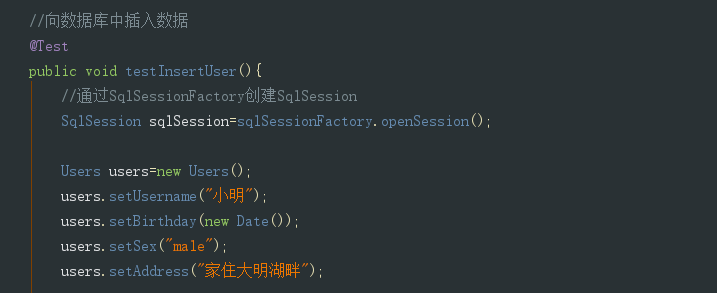 //向数据库中插入数据
@Test
public void testInsertUser(){
//通过SqlSessionFactory创建SqlSession
SqlSession sqlSession=sqlSessionFactory.openSession();
Users users=new Users();
users.setUsername("小明");
users.setBirthday(new Date());
users.setSex("male");
users.setAddress("家住大明湖畔");